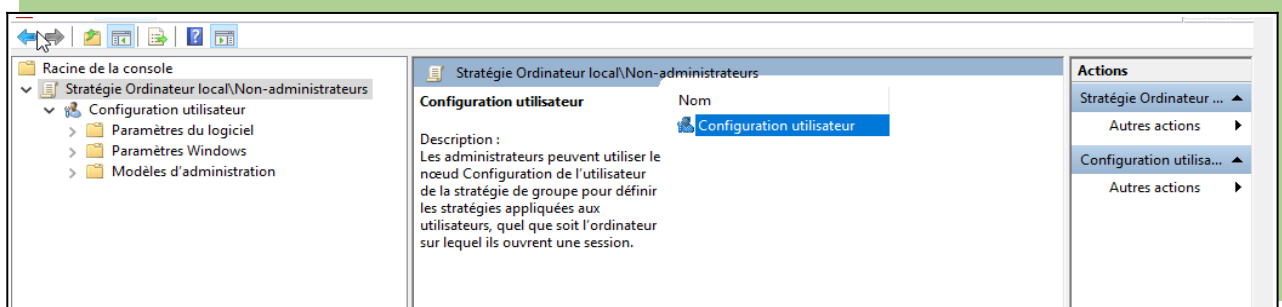 Racine de la console
Stratégie Ordinateur local\Non-administrateurs
Configuration utilisateur
Paramètres du logiciel
Paramètres Windows
Modèles d'administration
Stratégie Ordinateur local\Non-administrateurs
Configuration utilisateur
Description :
Les administrateurs peuvent utiliser le
nœud Configuration de l'utilisateur
de la stratégie de groupe pour définir
les stratégies appliquées aux
utilisateurs, quel que soit l'ordinateur
sur lequel ils ouvrent une session.
Nom
Configuration utilisateur
Actions
Stratégie Ordinateur ...
Autres actions
Configuration utilisa...
Autres actions